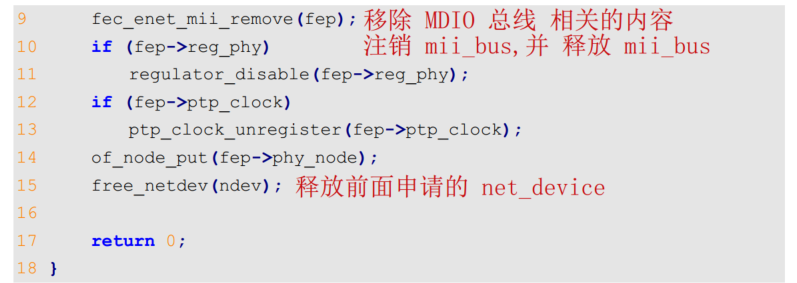 9 fec_enet_mii_remove(fep); 移除 MDIO 总线 相关的内容
10 if (fep->reg_phy) 注销 mii_bus,并 释放 mii_bus
11 regulator_disable(fep->reg_phy);
12 if (fep->ptp_clock)
13 ptp_clock_unregister(fep->ptp_clock);
14 of_node_put(fep->phy_node);
15 free_netdev(ndev); 释放前面申请的 net_device
16
17 return 0;
18 }